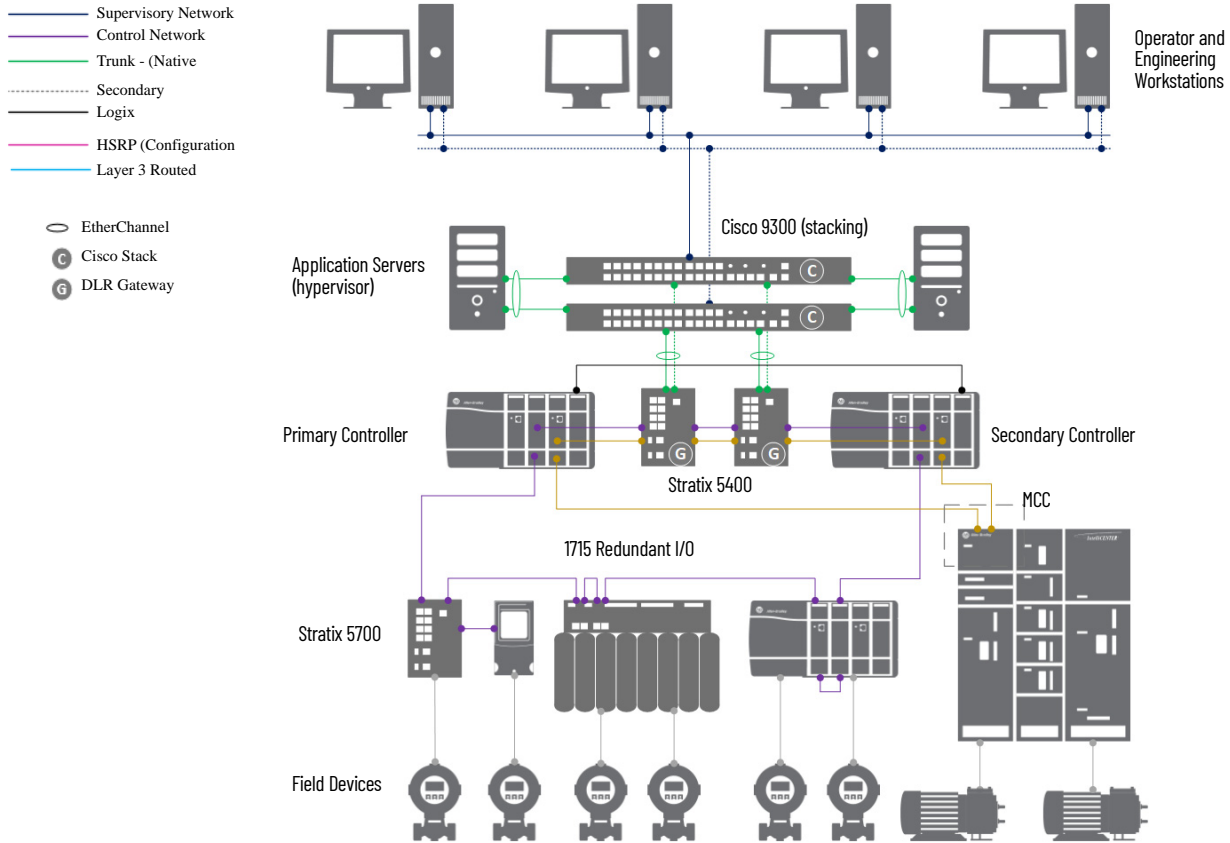 Supervisory Network
Control Network
Trunk - (Native
Secondary
Logix
HSRP (Configuration
Layer 3 Routed
EtherChannel
C Cisco Stack
G DLR Gateway
Operator and
Engineering
Workstations
Cisco 9300 (stacking)
Application Servers
(hypervisor)
C
C
Primary Controller
G
G
Secondary Controller
Stratix 5400
MCC
IntelliCENTER
1715 Redundant I/O
Stratix 5700
Field Devices